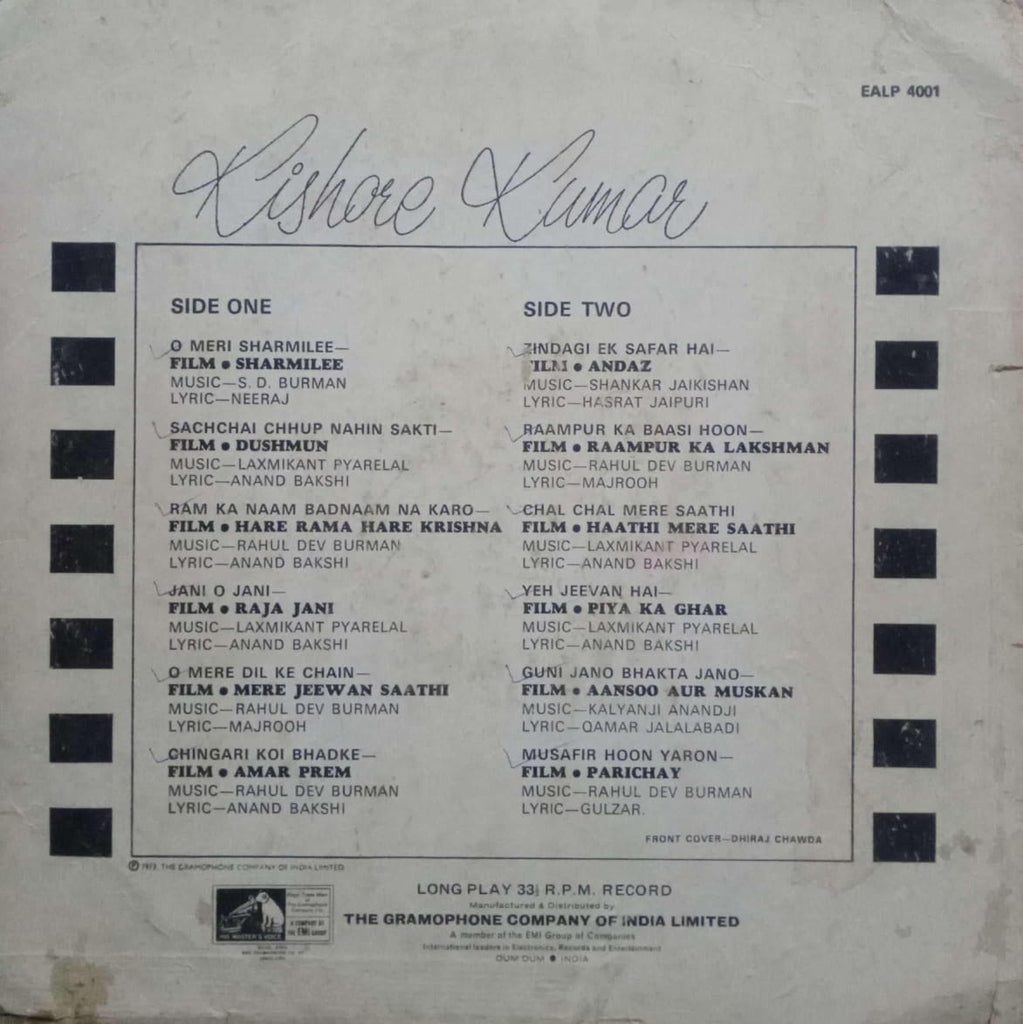 EALP 4001
Kishore Kumar
SIDE ONE
O MERI SHARMILEE—
FILM • SHARMILEE
MUSIC—S. D. BURMAN
LYRIC—NEERAJ
SACHCHAI CHHUP NAHIN SAKTI—
FILM • DUSHMUN
MUSIC—LAXMIKANT PYARELAL
LYRIC—ANAND BAKSHI
RAM KA NAAM BADNAAM NA KARO—
FILM • HARE RAMA HARE KRISHNA
MUSIC—RAHUL DEV BURMAN
LYRIC—ANAND BAKSHI
JANI O JANI—
FILM • RAJA JANI
MUSIC—LAXMIKANT PYARELAL
LYRIC—ANAND BAKSHI
O MERE DIL KE CHAIN—
FILM • MERE JEEWAN SAATHI
MUSIC—RAHUL DEV BURMAN
LYRIC—MAJROOH
CHINGARI KOI BHADKE—
FILM • AMAR PREM
MUSIC—RAHUL DEV BURMAN
LYRIC—ANAND BAKSHI
SIDE TWO
ZINDAGI EK SAFAR HAI—
FILM • ANDAZ
MUSIC—SHANKAR JAIKISHAN
LYRIC—HASRAT JAIPURI
RAAMPUR KA BAASI HOON—
FILM • RAAMPUR KA LAKSHMAN
MUSIC—RAHUL DEV BURMAN
LYRIC—MAJROOH
CHAL CHAL MERE SAATHI
FILM • HAATHI MERE SAATHI
MUSIC—LAXMIKANT PYARELAL
LYRIC—ANAND BAKSHI
YEH JEEVAN HAI—
FILM • PIYA KA GHAR
MUSIC—LAXMIKANT PYARELAL
LYRIC—ANAND BAKSHI
GUNI JANO BHAKTA JANO—
FILM • AANSOO AUR MUSKAN
MUSIC—KALYANJI ANANDJI
LYRIC—QAMAR JALALABADI
MUSAFIR HOON YARON—
FILM • PARICHAY
MUSIC—RAHUL DEV BURMAN
LYRIC—GULZAR.
FRONT COVER—DHIRAJ CHAWDA
THE GRAMOPHONE COMPANY OF INDIA LIMITED
HIS MASTER'S VOICE
A COMPANY OF
THE EMI GROUP
LONG PLAY 33⅓ R.P.M. RECORD
Manufactured & Distributed by
THE GRAMOPHONE COMPANY OF INDIA LIMITED
A member of the EMI Group of Companies
International leaders in Electronics, Records and Entertainment
DUM DUM • INDIA